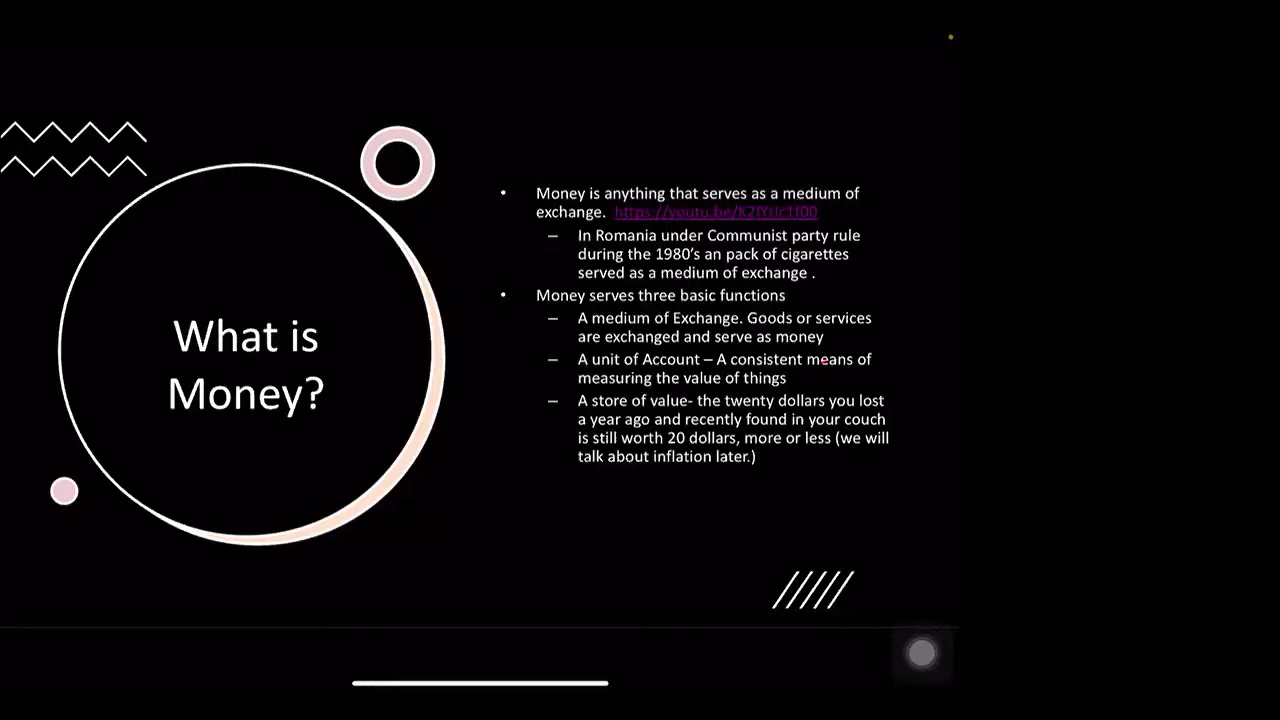 What is
Money?
• Money is anything that serves as a medium of
exchange.
– In Romania under Communist party rule
during the 1980’s an pack of cigarettes
served as a medium of exchange .
• Money serves three basic functions
– A medium of Exchange. Goods or services
are exchanged and serve as money
– A unit of Account – A consistent means of
measuring the value of things
– A store of value- the twenty dollars you lost
a year ago and recently found in your couch
is still worth 20 dollars, more or less (we will
talk about inflation later.)